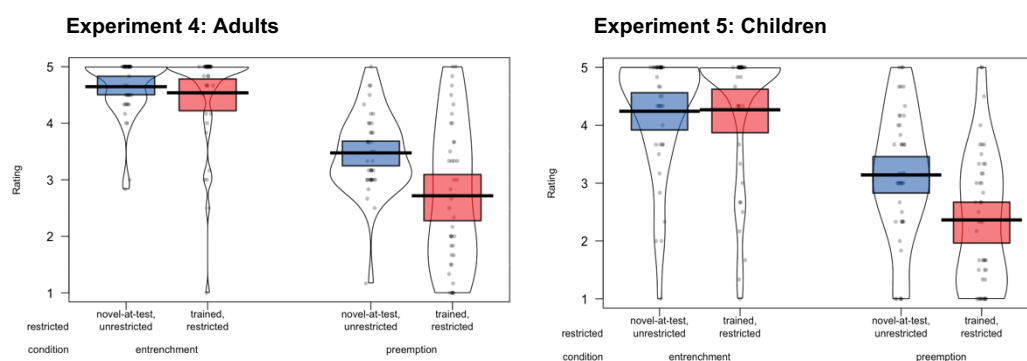 Experiment 4: Adults
5
4
3
2
1
Rating
novel-at-test, trained, novel-at-test, trained,
restricted unrestricted restricted unrestricted restricted
condition entrenchment preemption
Experiment 5: Children
5
4
3
2
1
Rating
novel-at-test, trained, novel-at-test, trained,
restricted unrestricted restricted unrestricted restricted
condition entrenchment preemption